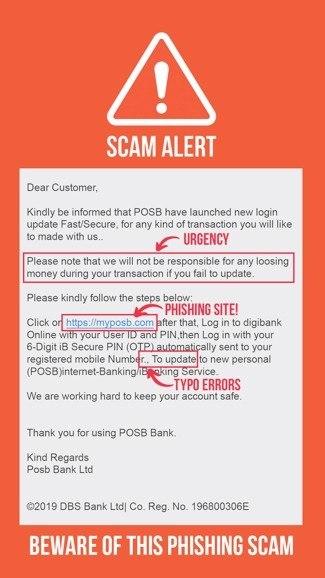 SCAM ALERT
Dear Customer,
Kindly be informed that POSB have launched new login
update Fast/Secure, for any kind of transaction you will like
to made with us..
URGENCY
Please note that we will not be responsible for any loosing
money during your transaction if you fail to update.
Please kindly follow the steps below:
PHISHING SITE!
Click on https://myposb.com after that, Log in to digibank
Online with your User ID and PIN,then Log in with your
6-Digit iB Secure PIN (OTP) automatically sent to your
registered mobile Number., To update to new personal
(POSB)internet-Banking/iBanking Service.
TYPO ERRORS
We are working hard to keep your account safe.
Thank you for using POSB Bank.
Kind Regards
Posb Bank Ltd
©2019 DBS Bank Ltd| Co. Reg. No. 196800306E
BEWARE OF THIS PHISHING SCAM